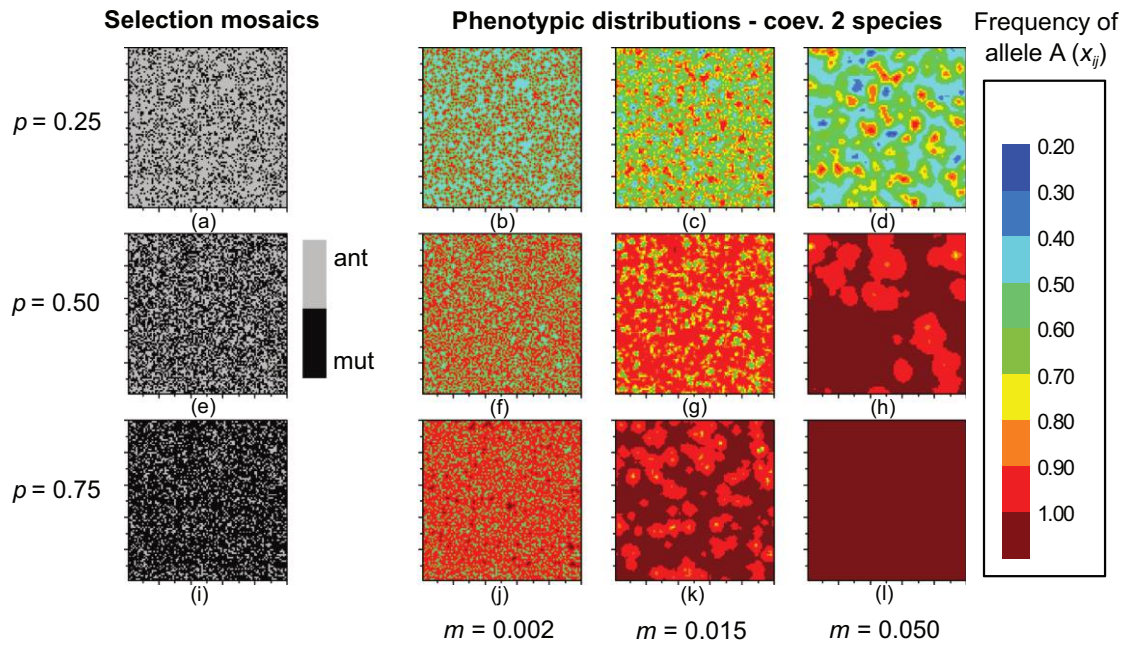 Selection mosaics
Phenotypic distributions - coev. 2 species
Frequency of
allele A (xij)
p = 0.25
(a)
(b)
(c)
(d)
0.20
0.30
0.40
0.50
0.60
0.70
0.80
0.90
1.00
ant
mut
p = 0.50
(e)
(f)
(g)
(h)
p = 0.75
(i)
(j)
(k)
(l)
m = 0.002
m = 0.015
m = 0.050